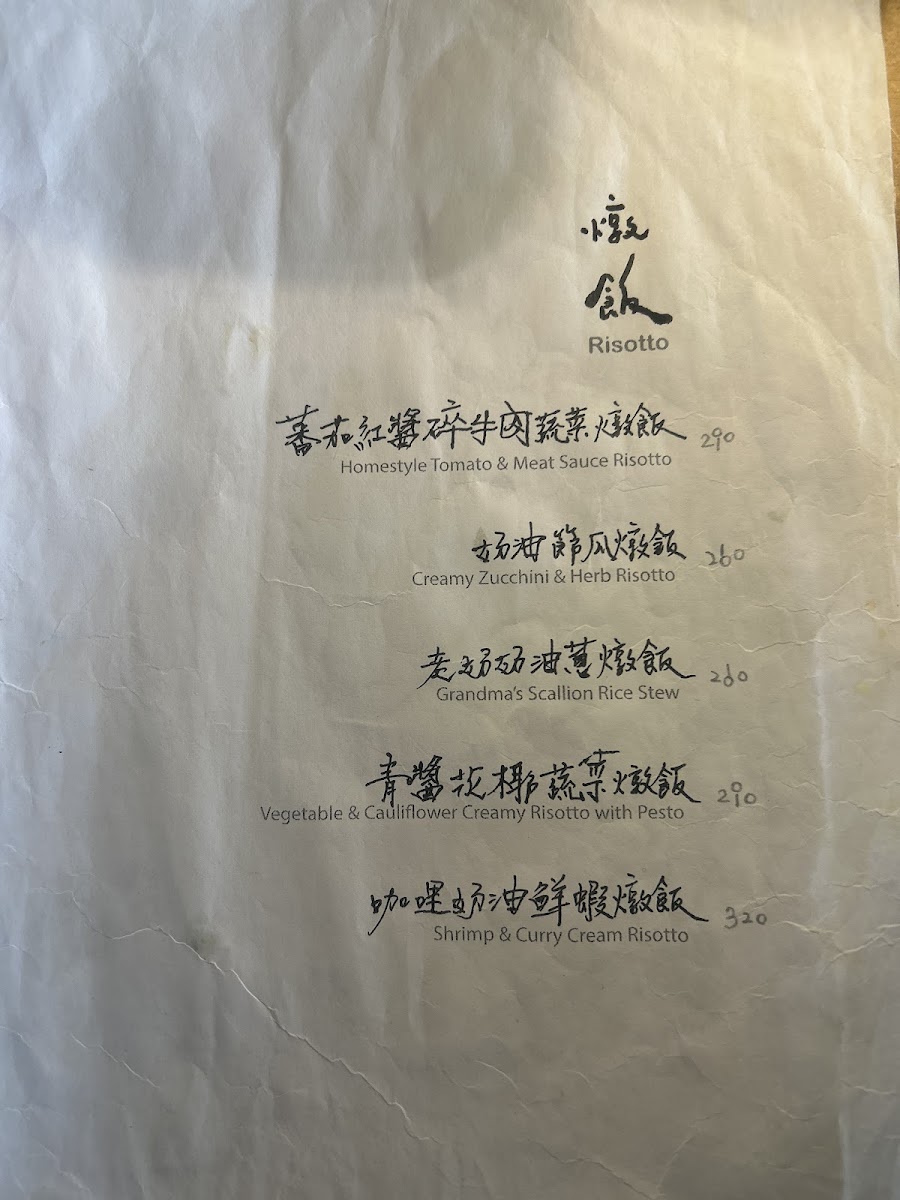 燉
飯
Risotto
蕃茄紅醬碎牛肉蔬菜燉飯 290
Homestyle Tomato & Meat Sauce Risotto
奶油節瓜燉飯 260
Creamy Zucchini & Herb Risotto
老奶奶油蔥燉飯 260
Grandma's Scallion Rice Stew
青醬花椰蔬菜燉飯 290
Vegetable & Cauliflower Creamy Risotto with Pesto
咖哩奶油鮮蝦燉飯 320
Shrimp & Curry Cream Risotto